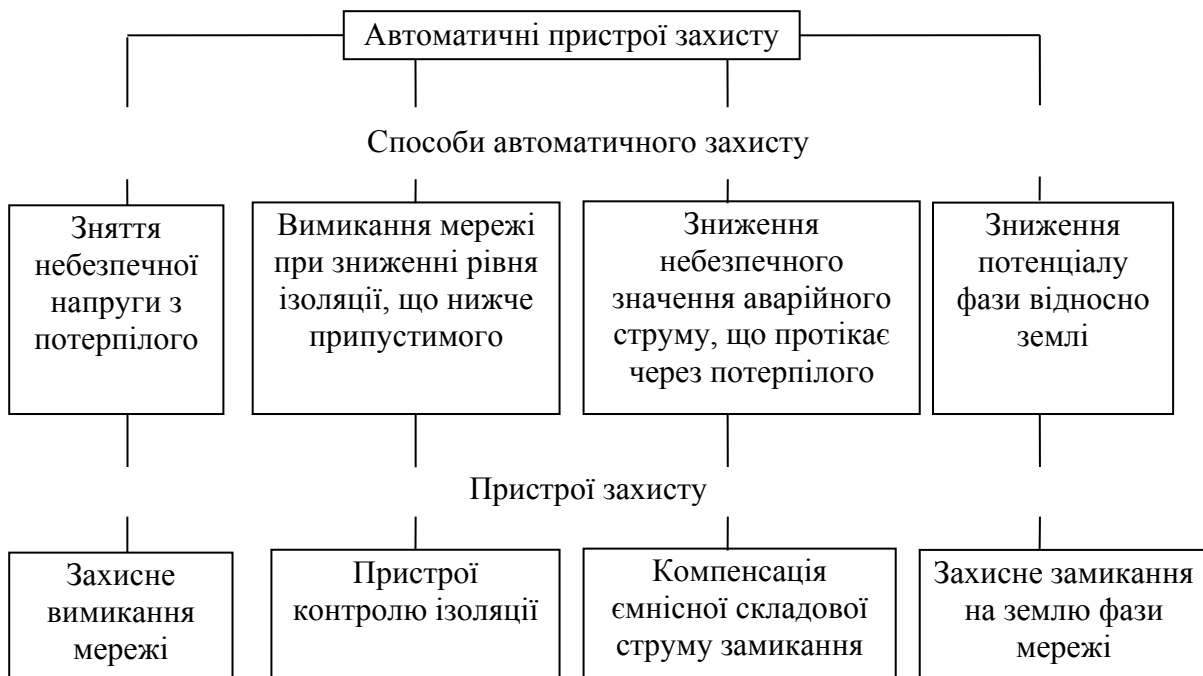 Автоматичні пристрої захисту
Способи автоматичного захисту
Зняття
небезпечної
напруги з
потерпілого
Вимикання мережі
при зниженні рівня
ізоляції, що нижче
припустимого
Зниження
небезпечного
значення аварійного
струму, що протікає
через потерпілого
Зниження
потенціалу
фази відносно
землі
Пристрої захисту
Захисне
вимикання
мережі
Пристрої
контролю ізоляції
Компенсація
ємнісної складової
струму замикання
Захисне замикання
на землю фази
мережі